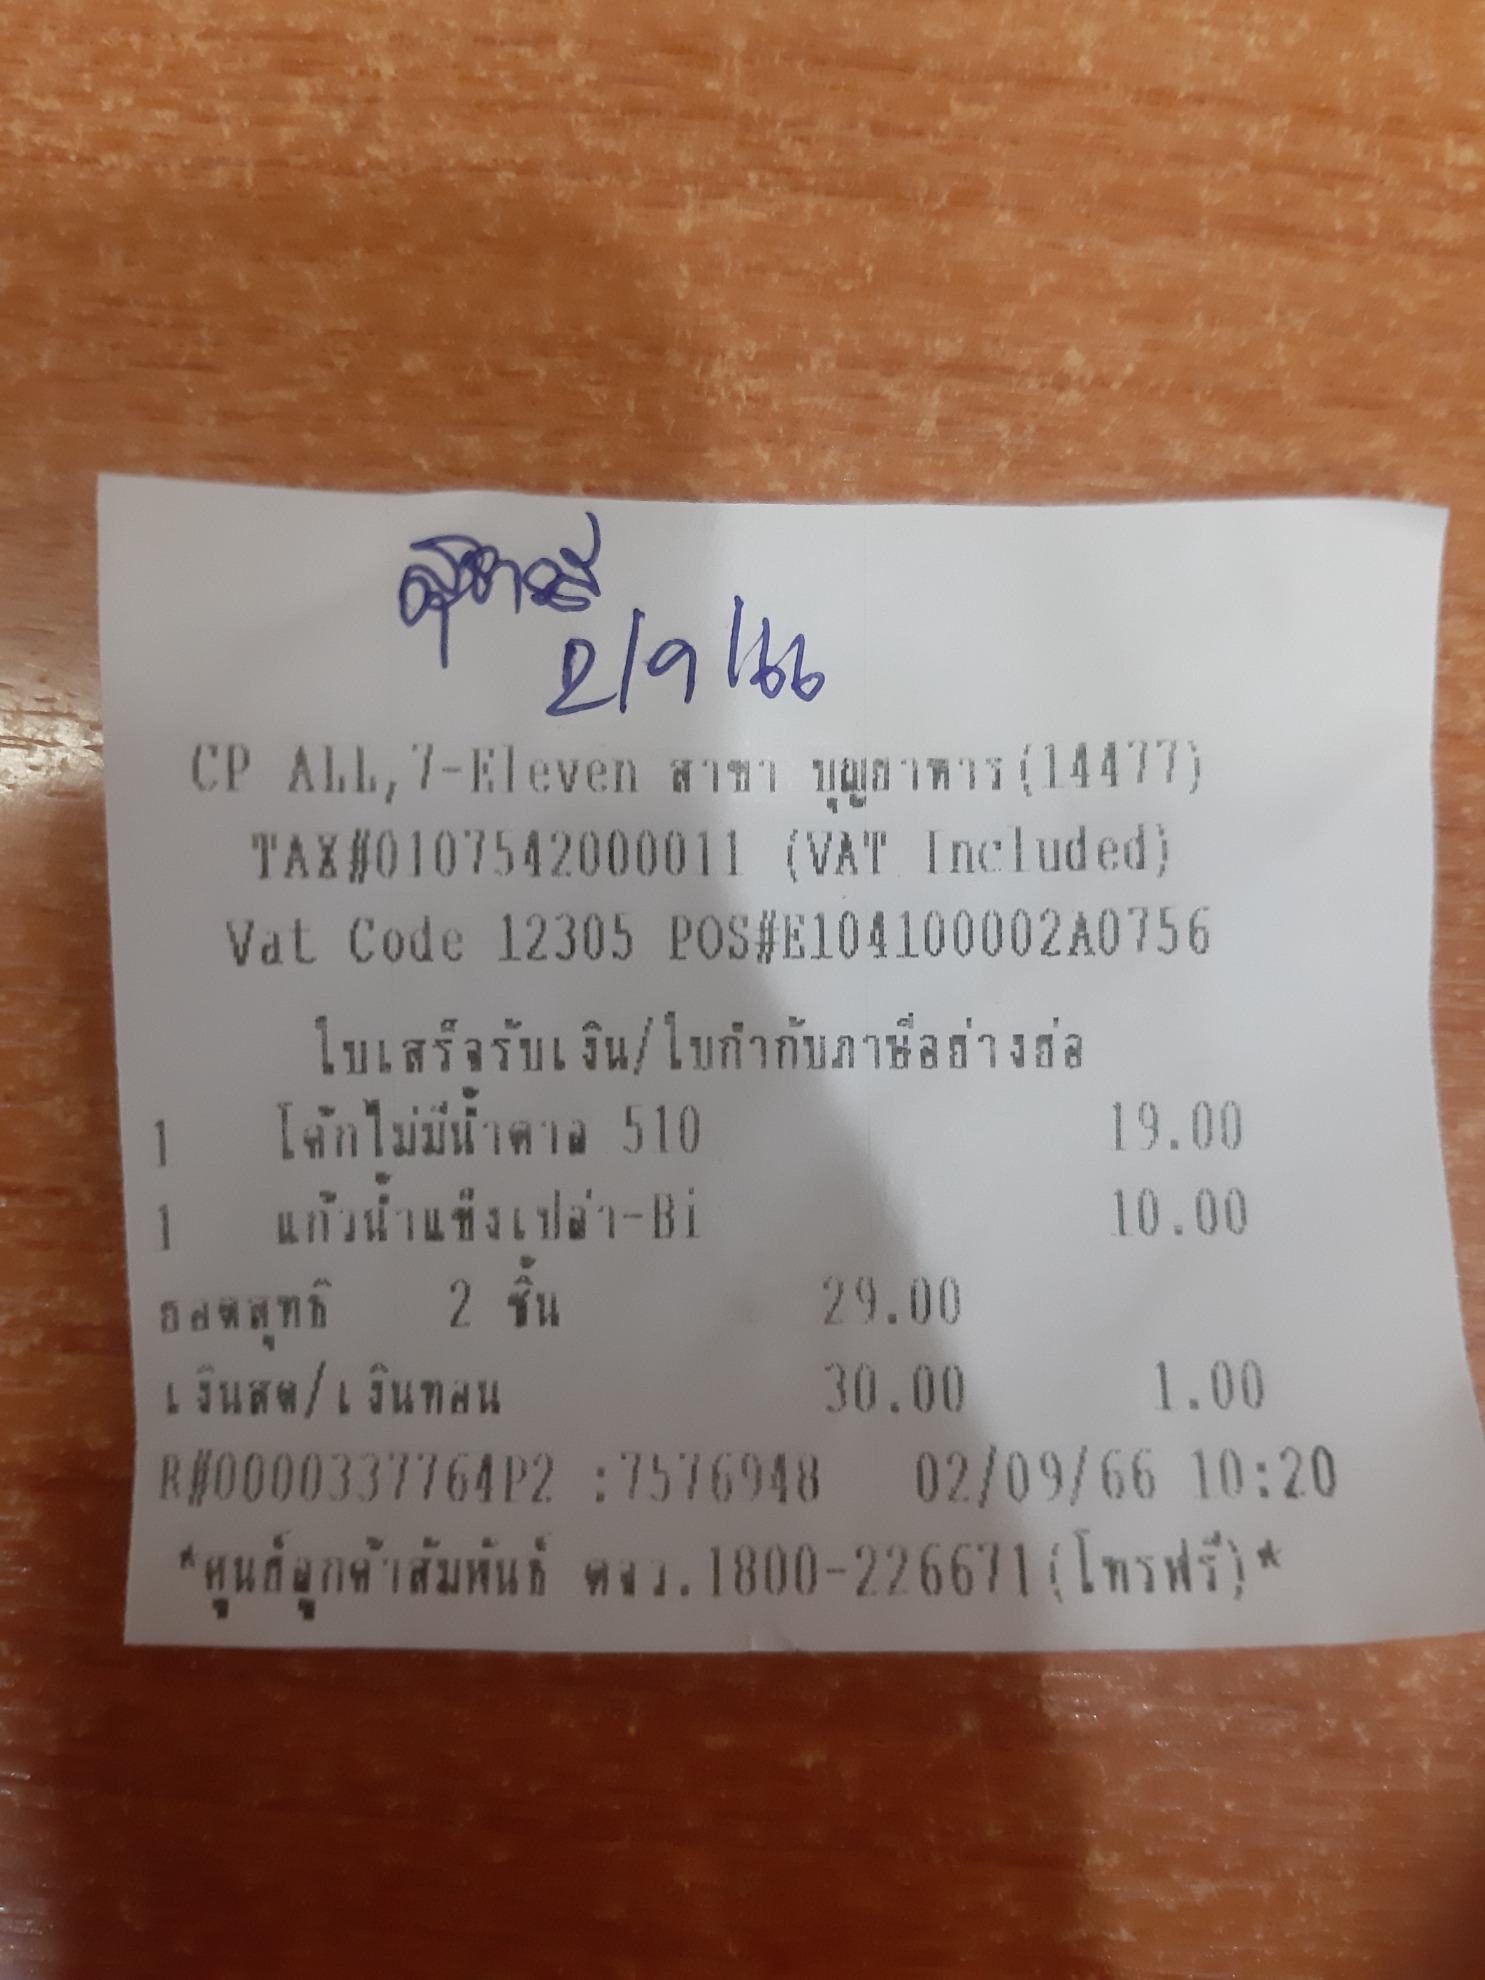 สุชาวดี
2/9/66
CP ALL,7-Eleven สาขา บุญยาหาร(14477)
TAX#0107542000011 (VAT Included)
Vat Code 12305 POS#E104100002A0756
ใบเสร็จรับเงิน/ใบกำกับภาษีอย่างย่อ
1 โค้กไม่มีน้ำตาล 510 19.00
1 แก้วน้ำแข็งเปล่า-Bi 10.00
ยอดสุทธิ 2 ชิ้น 29.00
เงินสด/เงินทอน 30.00 1.00
R#0000337764P2 :7576948 02/09/66 10:20
*ศูนย์ลูกค้าสัมพันธ์ ตจว.1800-226671(โทรฟรี)*